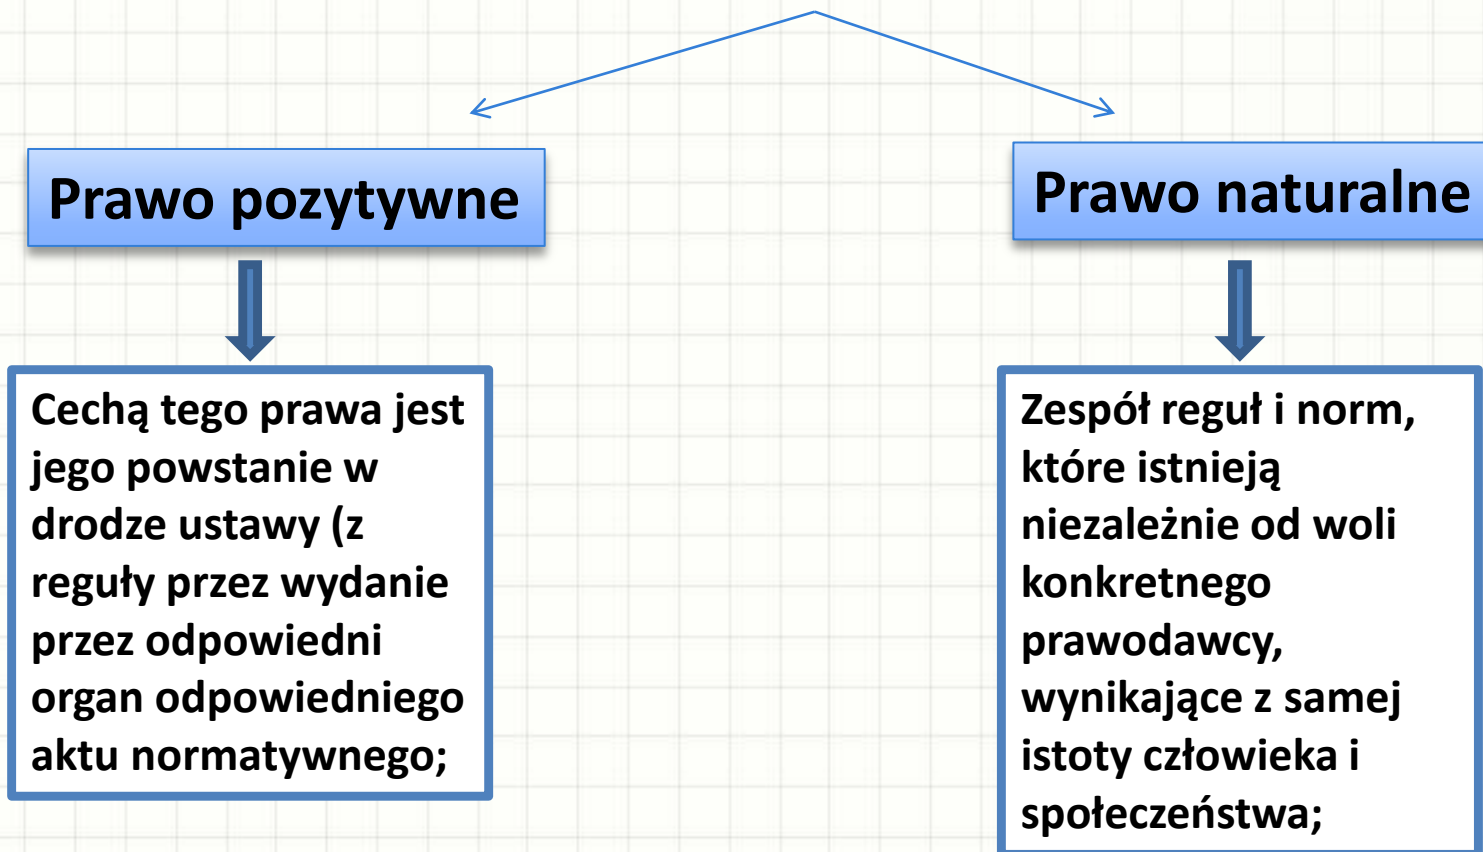 Prawo pozytywne
Cechą tego prawa jest
jego powstanie w
drodze ustawy (z
reguły przez wydanie
przez odpowiedni
organ odpowiedniego
aktu normatywnego;
Prawo naturalne
Zespół reguł i norm,
które istnieją
niezależnie od woli
konkretnego
prawodawcy,
wynikające z samej
istoty człowieka i
społeczeństwa;